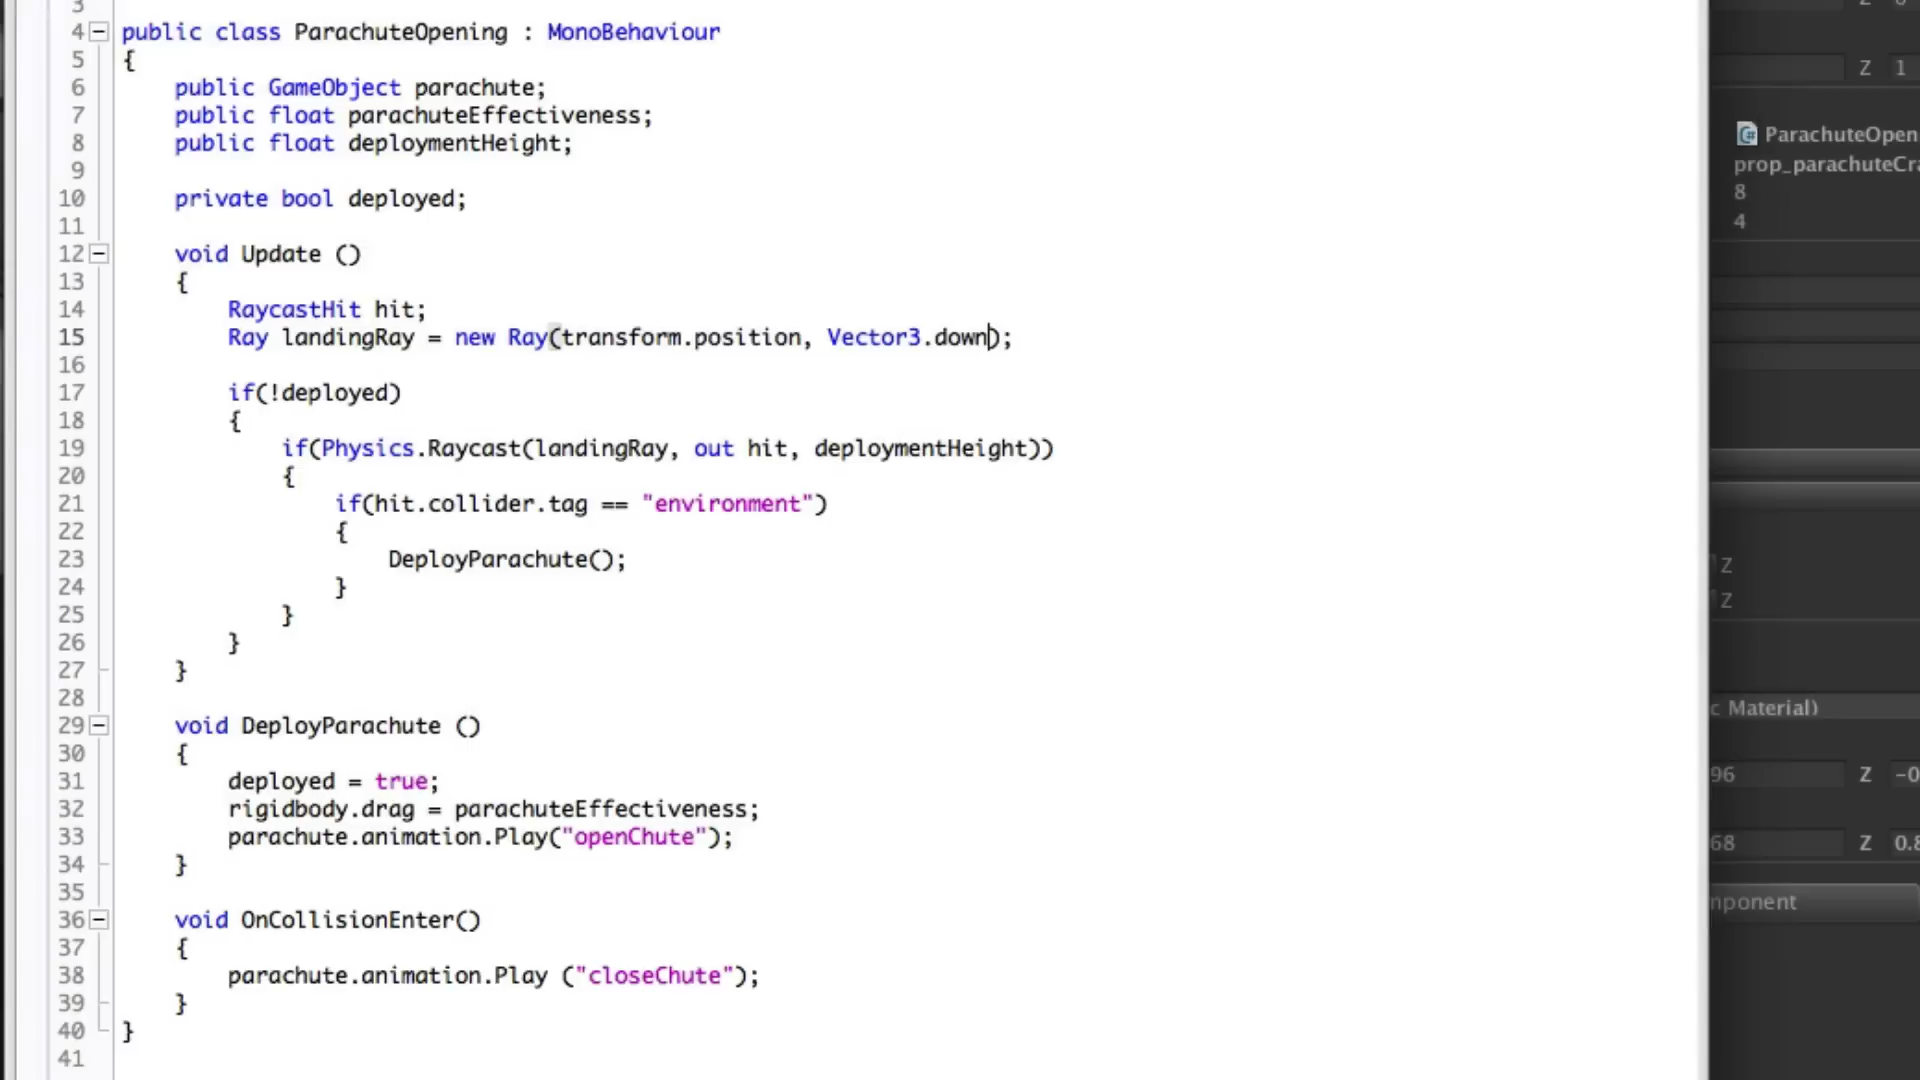 3
4 public class ParachuteOpening : MonoBehaviour
5 {
6 public GameObject parachute;
7 public float parachuteEffectiveness;
8 public float deploymentHeight;
9
10 private bool deployed;
11
12 void Update ()
13 {
14 RaycastHit hit;
15 Ray landingRay = new Ray(transform.position, Vector3.down);
16
17 if(!deployed)
18 {
19 if(Physics.Raycast(landingRay, out hit, deploymentHeight))
20 {
21 if(hit.collider.tag == "environment")
22 {
23 DeployParachute();
24 }
25 }
26 }
27 }
28
29 void DeployParachute ()
30 {
31 deployed = true;
32 rigidbody.drag = parachuteEffectiveness;
33 parachute.animation.Play("openChute");
34 }
35
36 void OnCollisionEnter()
37 {
38 parachute.animation.Play ("closeChute");
39 }
40 }
41
Z 1
ParachuteOpen
prop_parachuteCra
8
4
Z
Z
c Material)
96 Z -0
68 Z 0.8
mponent